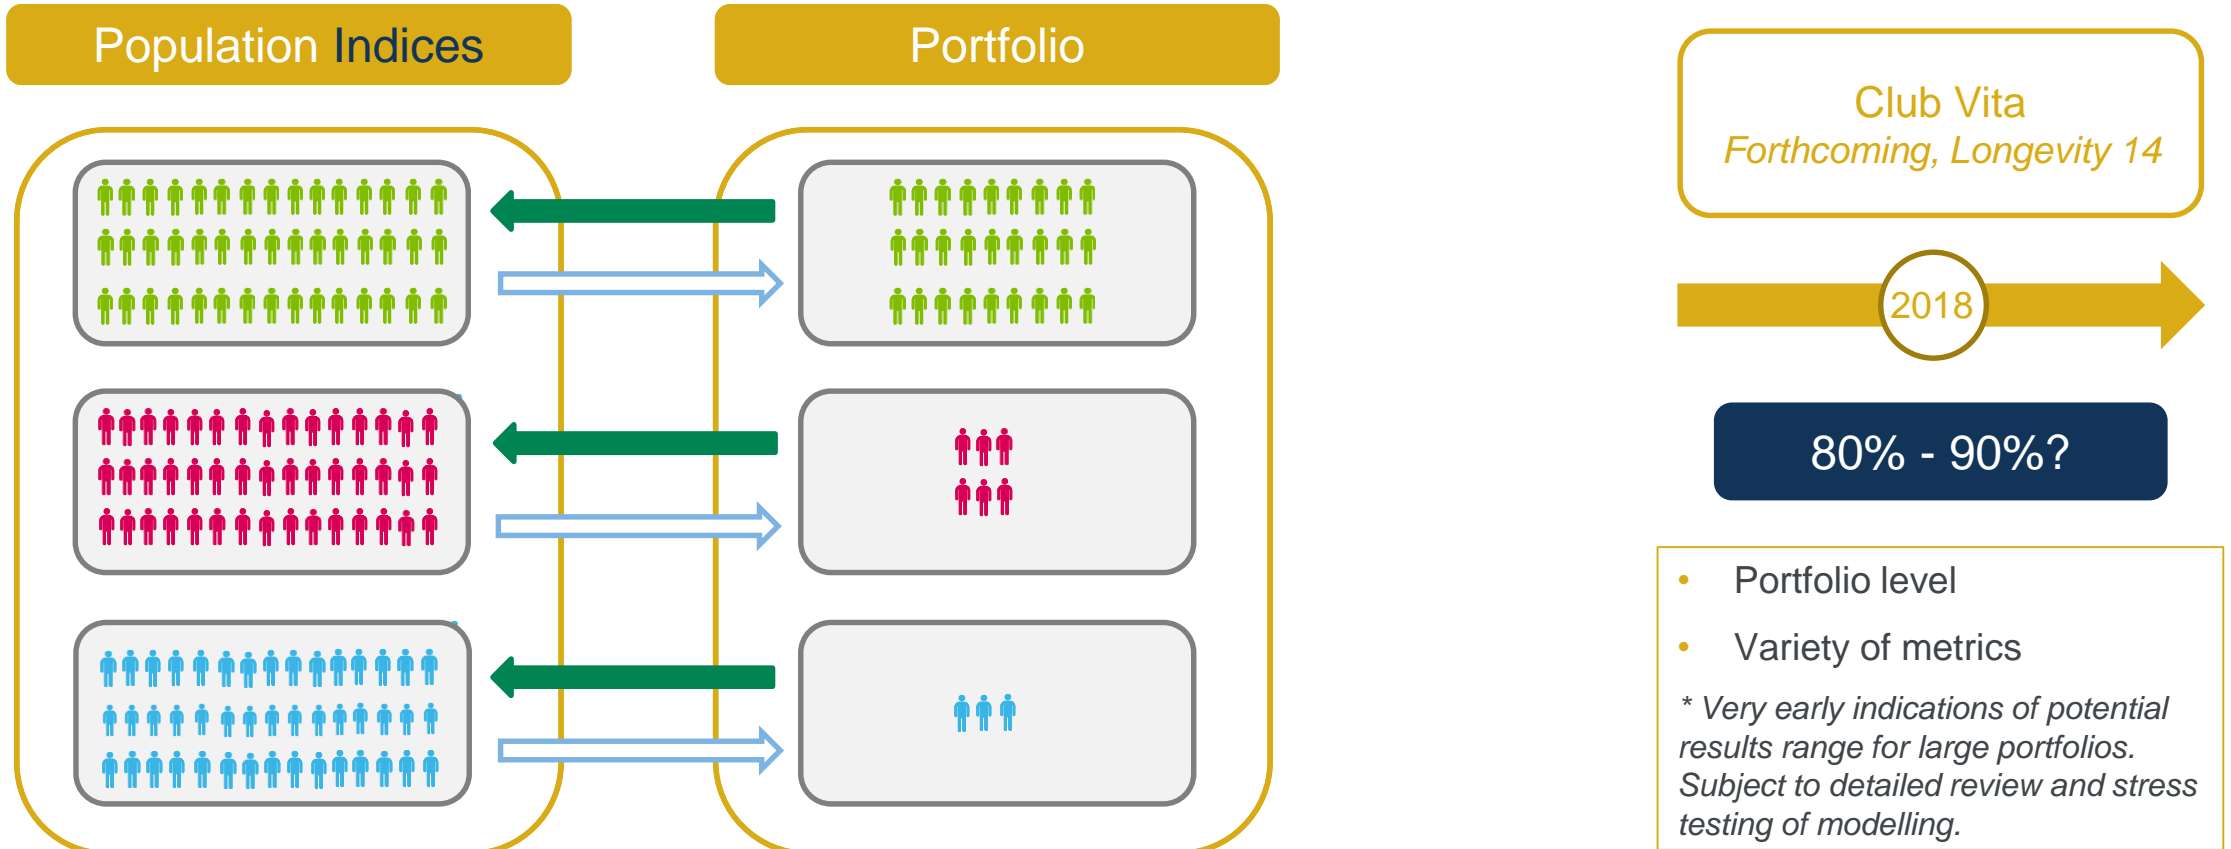 Population Indices
Portfolio
Club Vita
Forthcoming, Longevity 14
2018
80% - 90%?
• Portfolio level
• Variety of metrics
* Very early indications of potential
results range for large portfolios.
Subject to detailed review and stress
testing of modelling.